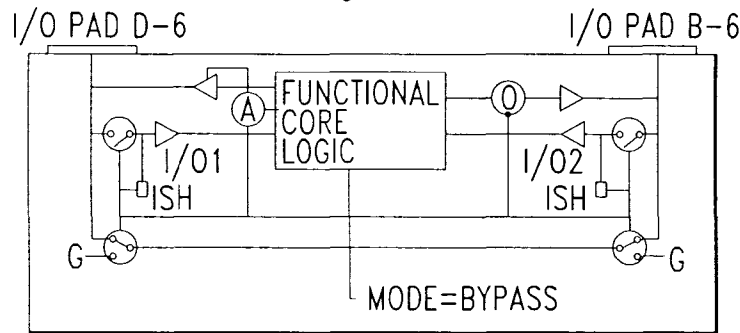 I/O PAD D-6
I/O PAD B-6
A
FUNCTIONAL
CORE
LOGIC
O
I/O1
I/O2
ISH
ISH
G
G
MODE=BYPASS